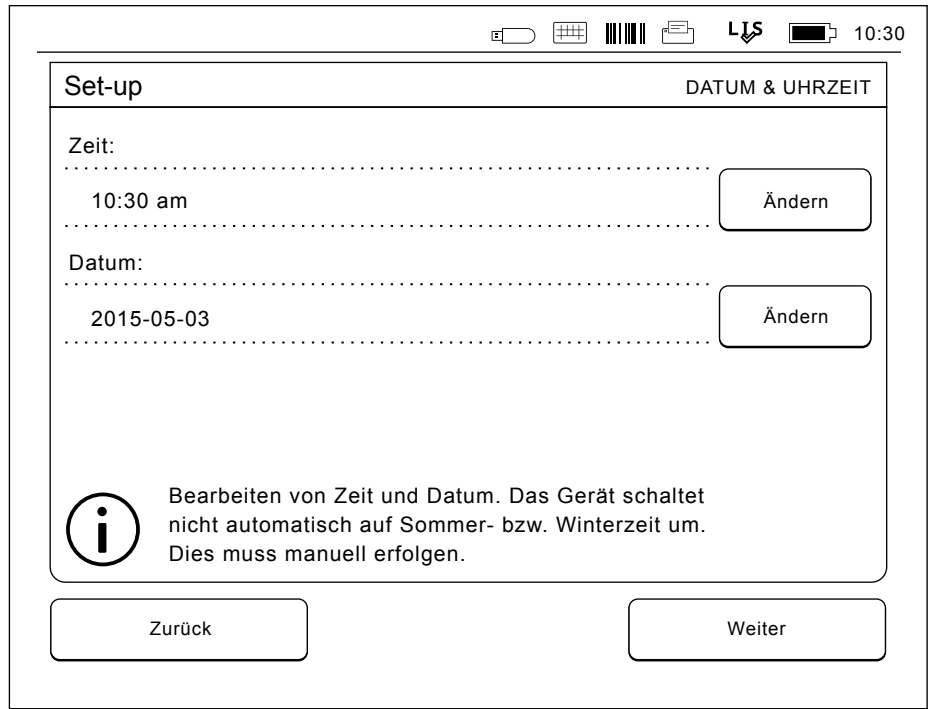 LIS 10:30
Set-up DATUM & UHRZEIT
Zeit:
10:30 am Ändern
Datum:
2015-05-03 Ändern
Bearbeiten von Zeit und Datum. Das Gerät schaltet
nicht automatisch auf Sommer- bzw. Winterzeit um.
Dies muss manuell erfolgen.
Zurück Weiter